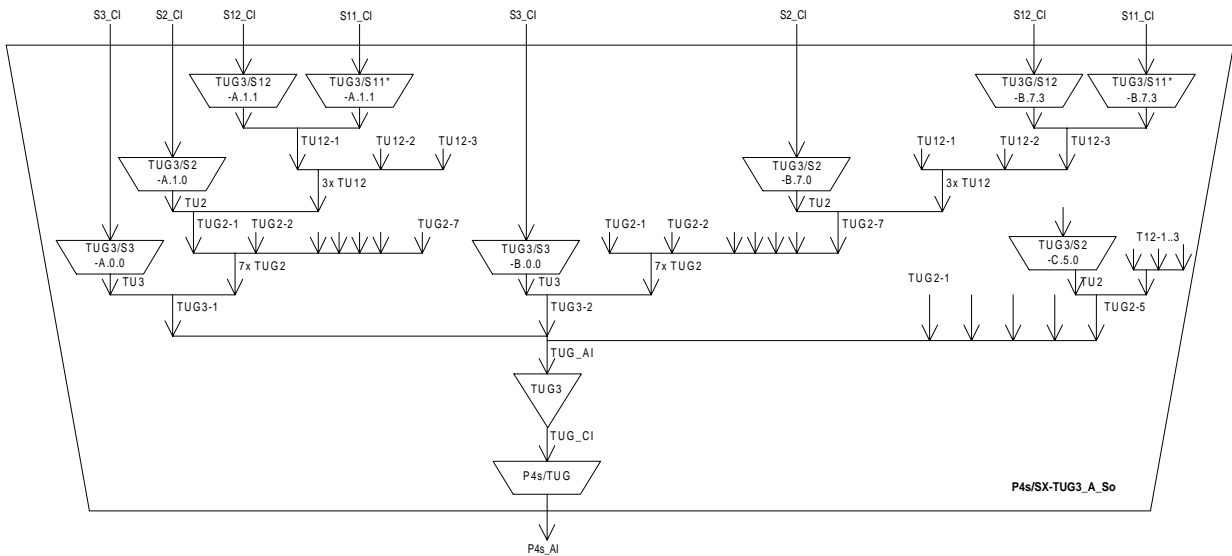 S3_CI S2_CI S12_CI S11_CI S3_CI S2_CI S12_CI S11_CI
TUG3/S12
-A.1.1
TUG3/S11*
-A.1.1
TU3G/S12
-B.7.3
TUG3/S11*
-B.7.3
TU12-1 TU12-2 TU12-3 TU12-1 TU12-2 TU12-3
TUG3/S2
-A.1.0
3x TU12
TUG3/S2
-B.7.0
3x TU12
TU2 TU2
TUG2-1 TUG2-2 TUG2-7 TUG2-1 TUG2-2 TUG2-7
TUG3/S3
-A.0.0
7x TUG2
TUG3/S3
-B.0.0
7x TUG2
TUG3/S2
-C.5.0
T12-1..3
TU3 TU3 TUG2-1 TU2
TUG3-1 TUG3-2 TUG2-5
TUG_AI
TUG3
TUG_CI
P4s/TUG
P4s/SX-TUG3_A_So
P4s_AI